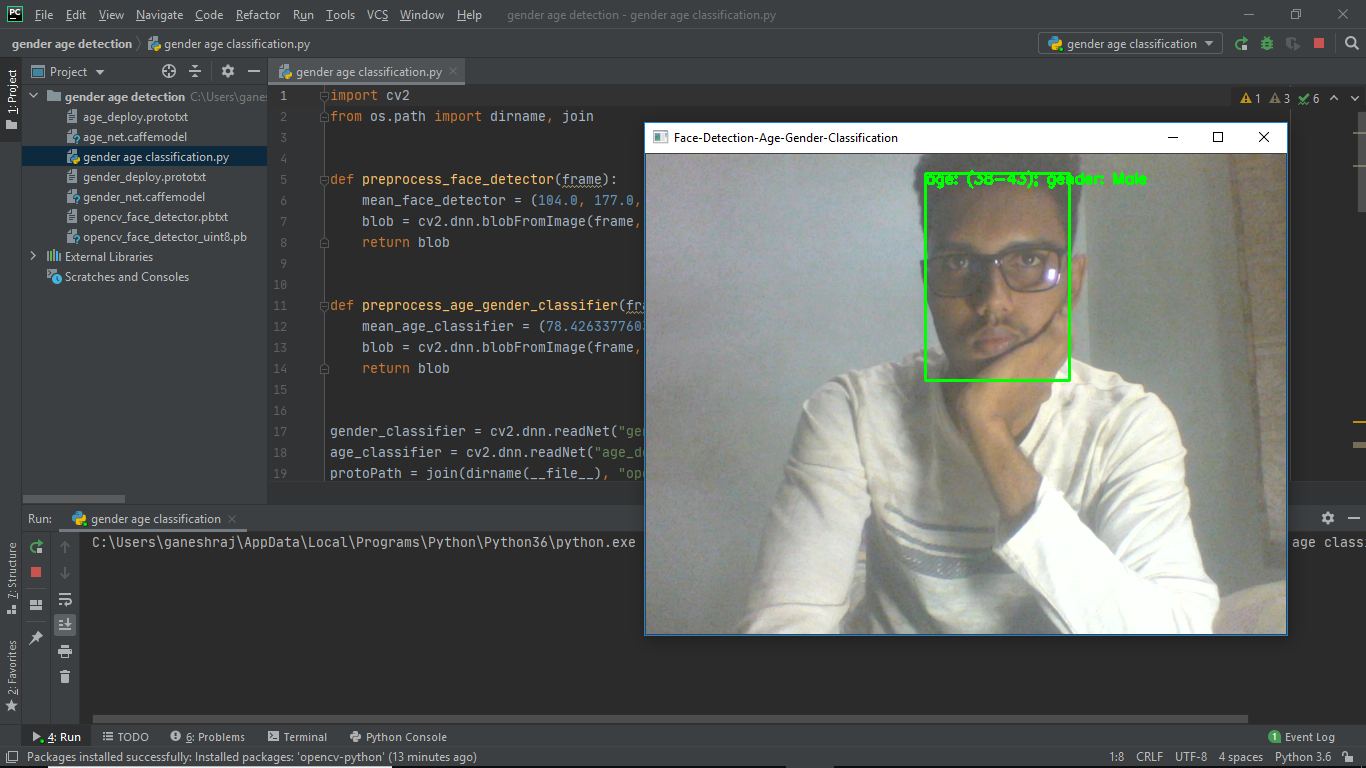 PC File Edit View Navigate Code Refactor Run Tools VCS Window Help gender age detection - gender age classification.py
gender age detection gender age classification.py gender age classification
1: Project
Project
gender age classification.py
gender age detection C:\Users\ganes
age_deploy.prototxt
age_net.caffemodel
gender age classification.py
gender_deploy.prototxt
gender_net.caffemodel
opencv_face_detector.pbtxt
opencv_face_detector_uint8.pb
External Libraries
Scratches and Consoles
1 import cv2
2 from os.path import dirname, join
3
4
5 def preprocess_face_detector(frame):
6 mean_face_detector = (104.0, 177.0,
7 blob = cv2.dnn.blobFromImage(frame,
8 return blob
9
10
11 def preprocess_age_gender_classifier(fra
12 mean_age_classifier = (78.4263377603
13 blob = cv2.dnn.blobFromImage(frame,
14 return blob
15
16
17 gender_classifier = cv2.dnn.readNet("gen
18 age_classifier = cv2.dnn.readNet("age_de
19 protoPath = join(dirname(__file__), "ope
1 3 6
Face-Detection-Age-Gender-Classification
age: (38-43); gender: Male
Run: gender age classification
C:\Users\ganeshraj\AppData\Local\Programs\Python\Python36\python.exe
age classi
7: Structure
2: Favorites
4: Run TODO 6: Problems Terminal Python Console 1 Event Log
Packages installed successfully: Installed packages: 'opencv-python' (13 minutes ago) 1:8 CRLF UTF-8 4 spaces Python 3.6